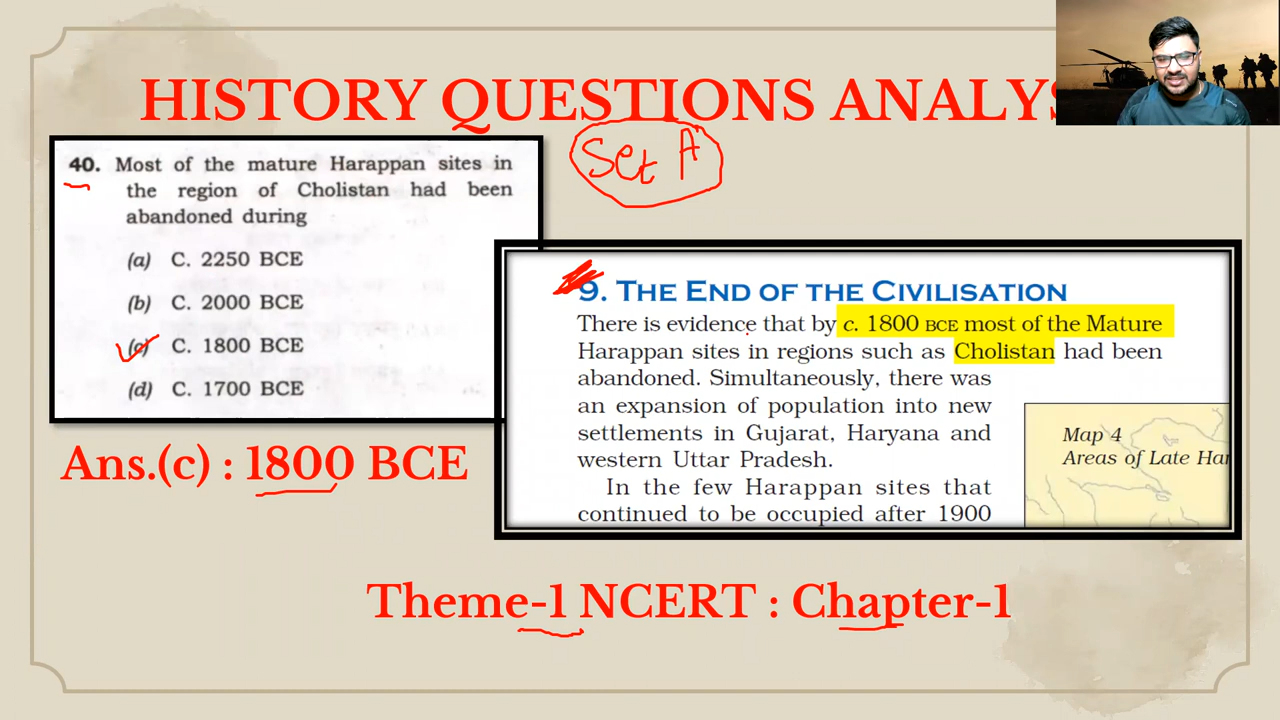 HISTORY QUESTIONS ANALYS
Set A
40. Most of the mature Harappan sites in
the region of Cholistan had been
abandoned during
(a) C. 2250 BCE
(b) C. 2000 BCE
(c) C. 1800 BCE
(d) C. 1700 BCE
Ans.(c) : 1800 BCE
9. THE END OF THE CIVILISATION
There is evidence that by c. 1800 BCE most of the Mature
Harappan sites in regions such as Cholistan had been
abandoned. Simultaneously, there was
an expansion of population into new
settlements in Gujarat, Haryana and
western Uttar Pradesh.
In the few Harappan sites that
continued to be occupied after 1900
Map 4
Areas of Late Har
Theme-1 NCERT : Chapter-1